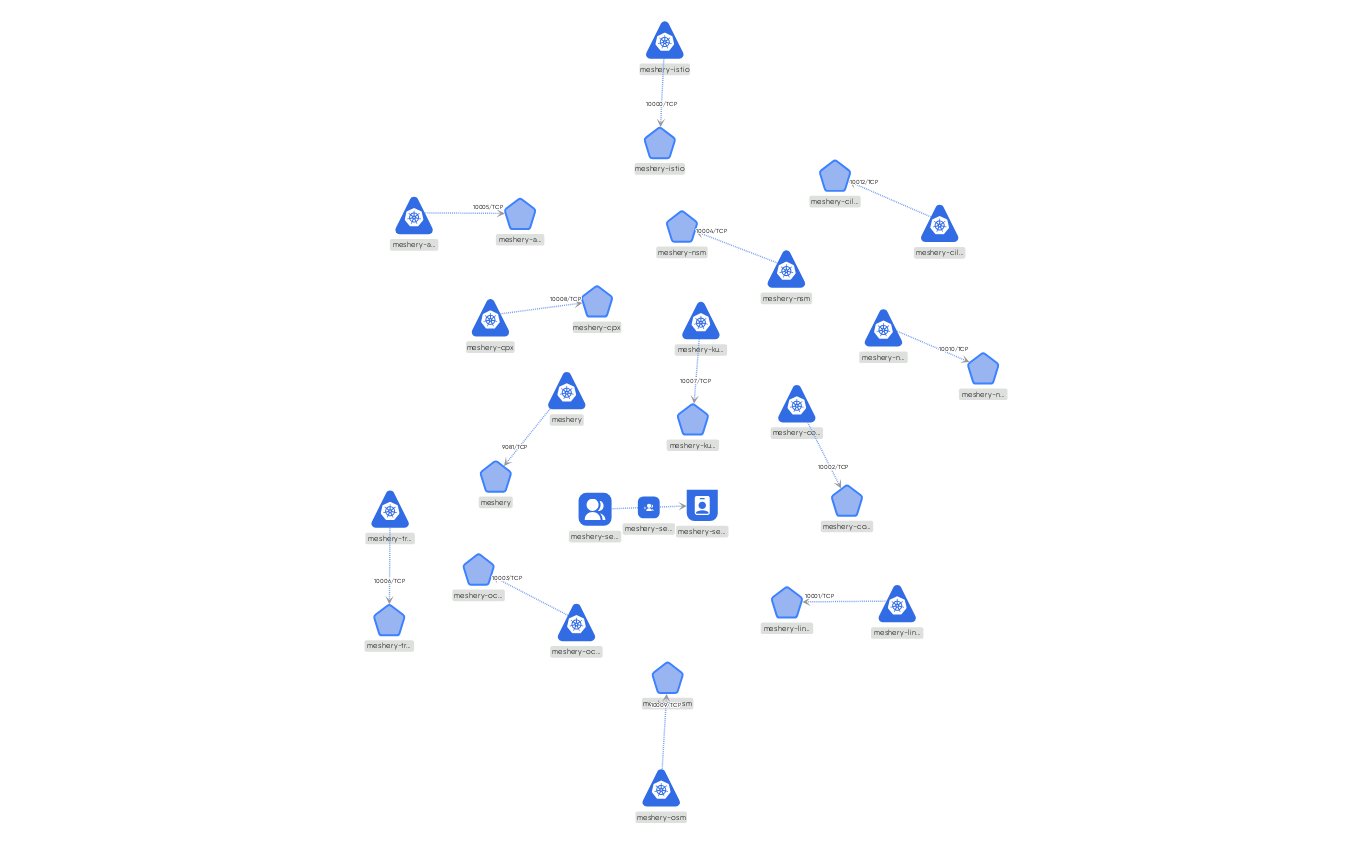 meshery-istio
10000/TCP
meshery-istio
10012/TCP
meshery-cil...
meshery-cil...
10005/TCP
meshery-a...
meshery-a...
10004/TCP
meshery-nsm
meshery-nsm
10008/TCP
meshery-cpx
meshery-cpx
meshery-ku...
10007/TCP
meshery-ku...
meshery-n...
10010/TCP
meshery-n...
meshery
9081/TCP
meshery
meshery-co...
10002/TCP
meshery-co...
meshery-se...
meshery-se...
meshery-se...
meshery-tr...
10006/TCP
meshery-tr...
10003/TCP
meshery-oc...
meshery-oc...
10001/TCP
meshery-lin...
meshery-lin...
10009/TCP
meshery-osm